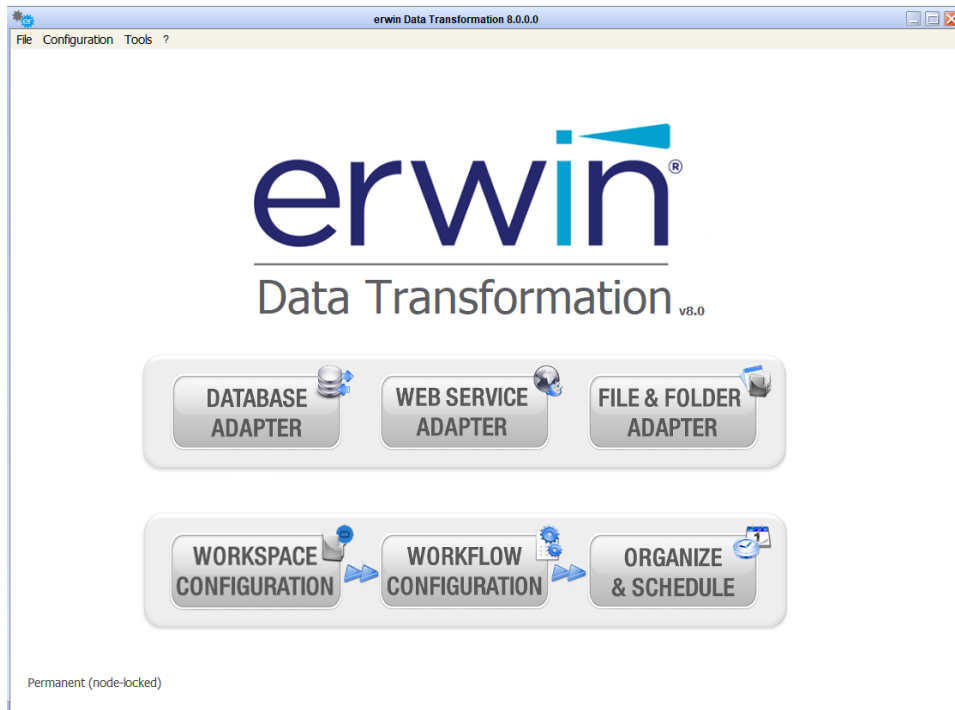 erwin Data Transformation 8.0.0.0
File Configuration Tools ?
erwin®
Data Transformation v8.0
DATABASE
ADAPTER
WEB SERVICE
ADAPTER
FILE & FOLDER
ADAPTER
WORKSPACE
CONFIGURATION
WORKFLOW
CONFIGURATION
ORGANIZE
& SCHEDULE
Permanent (node-locked)